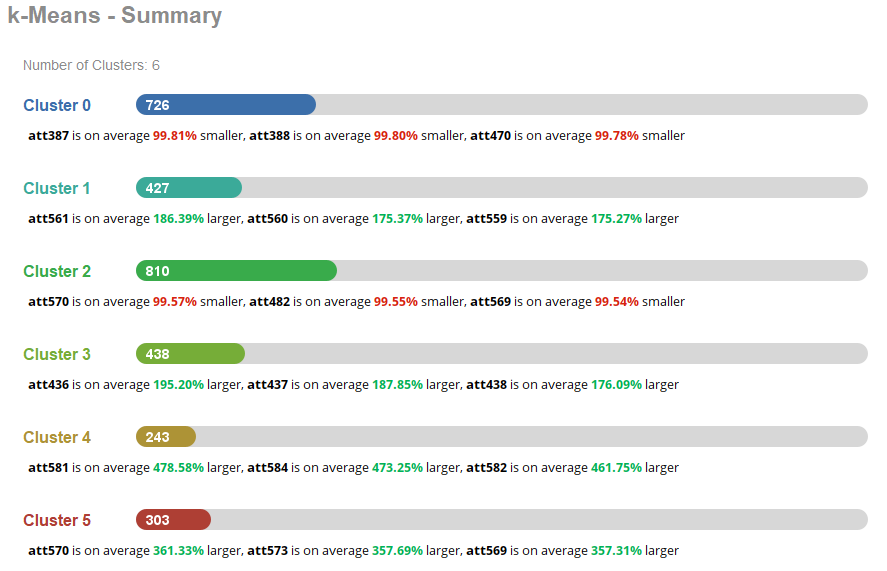 k-Means - Summary
Number of Clusters: 6
Cluster 0 726
att387 is on average 99.81% smaller, att388 is on average 99.80% smaller, att470 is on average 99.78% smaller
Cluster 1 427
att561 is on average 186.39% larger, att560 is on average 175.37% larger, att559 is on average 175.27% larger
Cluster 2 810
att570 is on average 99.57% smaller, att482 is on average 99.55% smaller, att569 is on average 99.54% smaller
Cluster 3 438
att436 is on average 195.20% larger, att437 is on average 187.85% larger, att438 is on average 176.09% larger
Cluster 4 243
att581 is on average 478.58% larger, att584 is on average 473.25% larger, att582 is on average 461.75% larger
Cluster 5 303
att570 is on average 361.33% larger, att573 is on average 357.69% larger, att569 is on average 357.31% larger